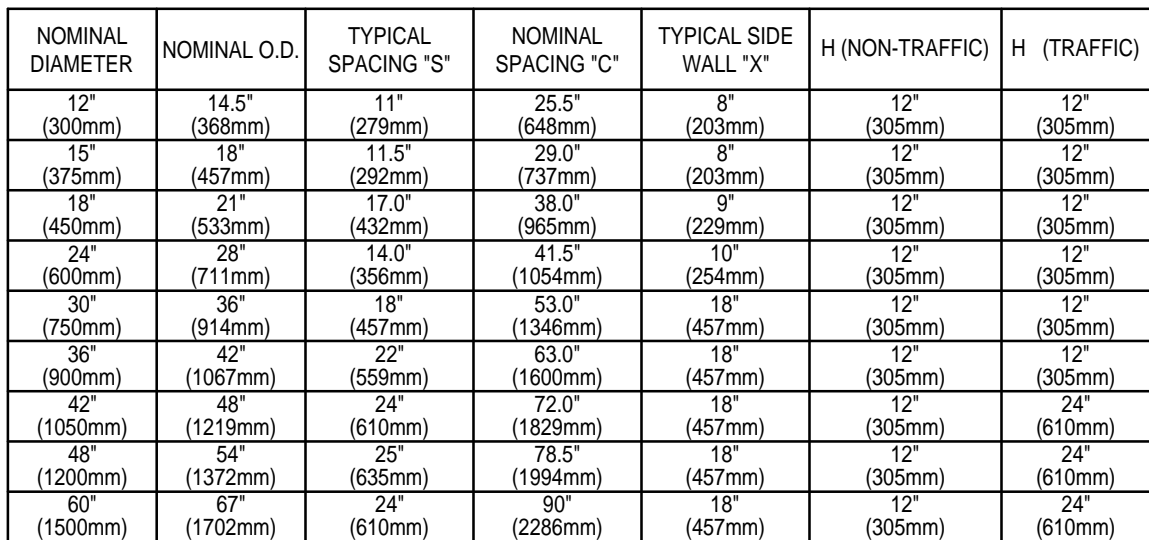 NOMINAL DIAMETER NOMINAL O.D. TYPICAL SPACING "S" NOMINAL SPACING "C" TYPICAL SIDE WALL "X" H (NON-TRAFFIC) H (TRAFFIC)
12" 14.5" 11" 25.5" 8" 12" 12"
(300mm) (368mm) (279mm) (648mm) (203mm) (305mm) (305mm)
15" 18" 11.5" 29.0" 8" 12" 12"
(375mm) (457mm) (292mm) (737mm) (203mm) (305mm) (305mm)
18" 21" 17.0" 38.0" 9" 12" 12"
(450mm) (533mm) (432mm) (965mm) (229mm) (305mm) (305mm)
24" 28" 14.0" 41.5" 10" 12" 12"
(600mm) (711mm) (356mm) (1054mm) (254mm) (305mm) (305mm)
30" 36" 18" 53.0" 18" 12" 12"
(750mm) (914mm) (457mm) (1346mm) (457mm) (305mm) (305mm)
36" 42" 22" 63.0" 18" 12" 12"
(900mm) (1067mm) (559mm) (1600mm) (457mm) (305mm) (305mm)
42" 48" 24" 72.0" 18" 12" 24"
(1050mm) (1219mm) (610mm) (1829mm) (457mm) (305mm) (610mm)
48" 54" 25" 78.5" 18" 12" 24"
(1200mm) (1372mm) (635mm) (1994mm) (457mm) (305mm) (610mm)
60" 67" 24" 90" 18" 12" 24"
(1500mm) (1702mm) (610mm) (2286mm) (457mm) (305mm) (610mm)